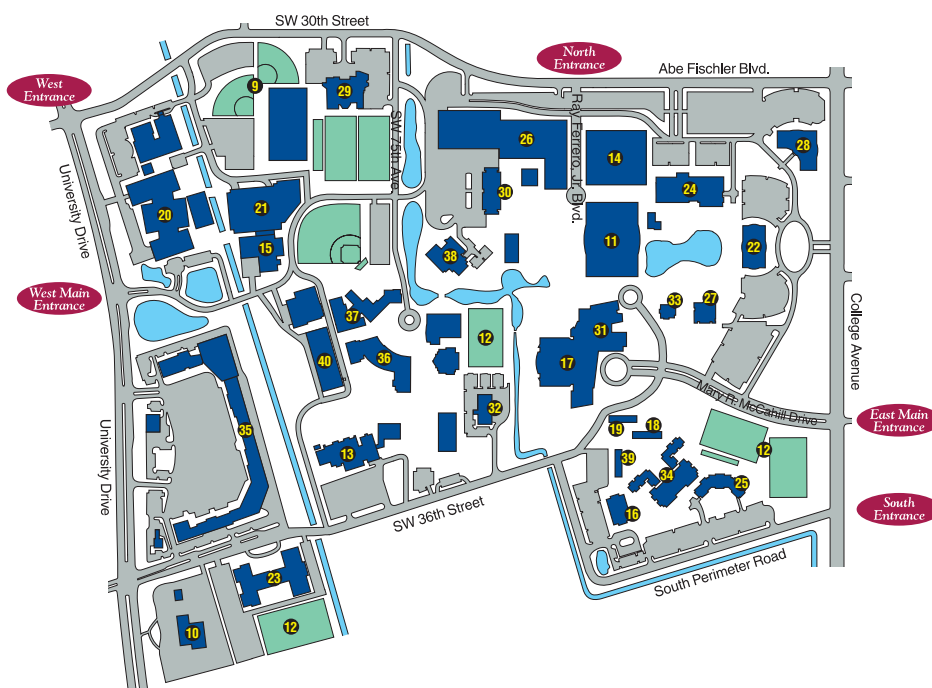 SW 30th Street
North
Entrance
Abe Fischler Blvd.
West
Entrance
9
29
SW 75th Ave.
Ray Ferrero, Jr. Blvd.
26
14
28
University Drive
20
21
30
24
15
11
22
38
West Main
Entrance
37
12
33
27
College Avenue
31
36
40
17
32
Mary R. McCahill Drive
East Main
Entrance
University Drive
35
19
18
12
13
39
34
25
16
South
Entrance
SW 36th Street
23
South Perimeter Road
10
12